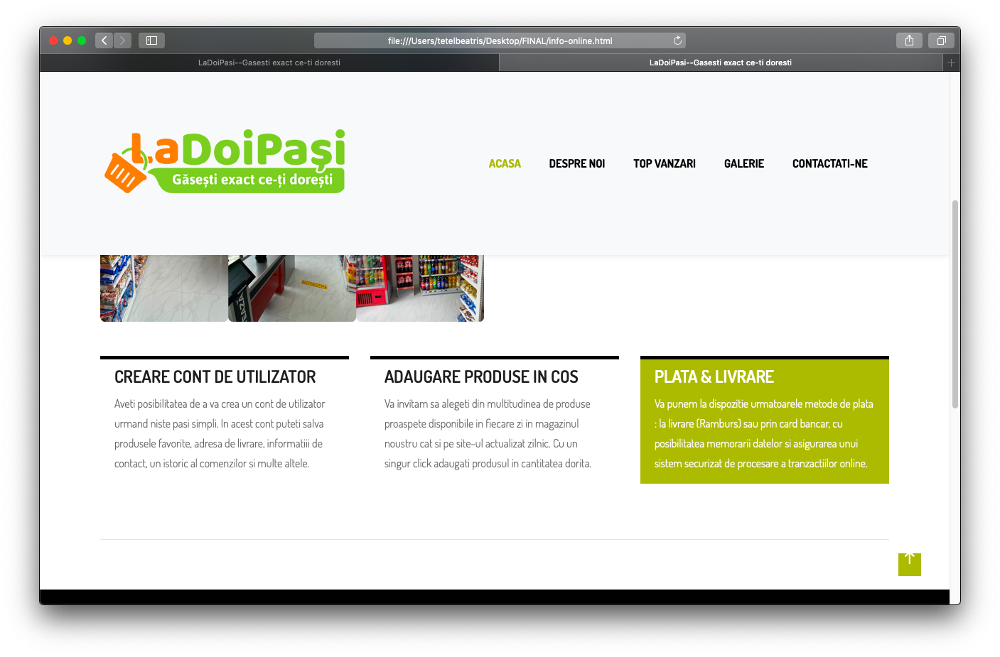 file:///Users/tetelbeatris/Desktop/FINAL/info-online.html
LaDoiPasi--Gasesti exact ce-ti doresti
LaDoiPasi--Gasesti exact ce-ti doresti
LaDoiPași
Găsești exact ce-ți dorești
ACASA DESPRE NOI TOP VANZARI GALERIE CONTACTATI-NE
CREARE CONT DE UTILIZATOR
Aveti posibilitatea de a va crea un cont de utilizator
urmand niste pasi simpli. In acest cont puteti salva
produsele favorite, adresa de livrare, informatiii de
contact, un istoric al comenzilor si multe altele.
ADAUGARE PRODUSE IN COS
Va invitam sa alegeti din multitudinea de produse
proaspete disponibile in fiecare zi in magazinul
noustru cat si pe site-ul actualizat zilnic. Cu un
singur click adaugati produsul in cantitatea dorita.
PLATA & LIVRARE
Va punem la dispozitie urmatoarele metode de plata
: la livrare (Ramburs) sau prin card bancar, cu
posibilitatea memorarii datelor si asigurarea unui
sistem securizat de procesare a tranzactiilor online.